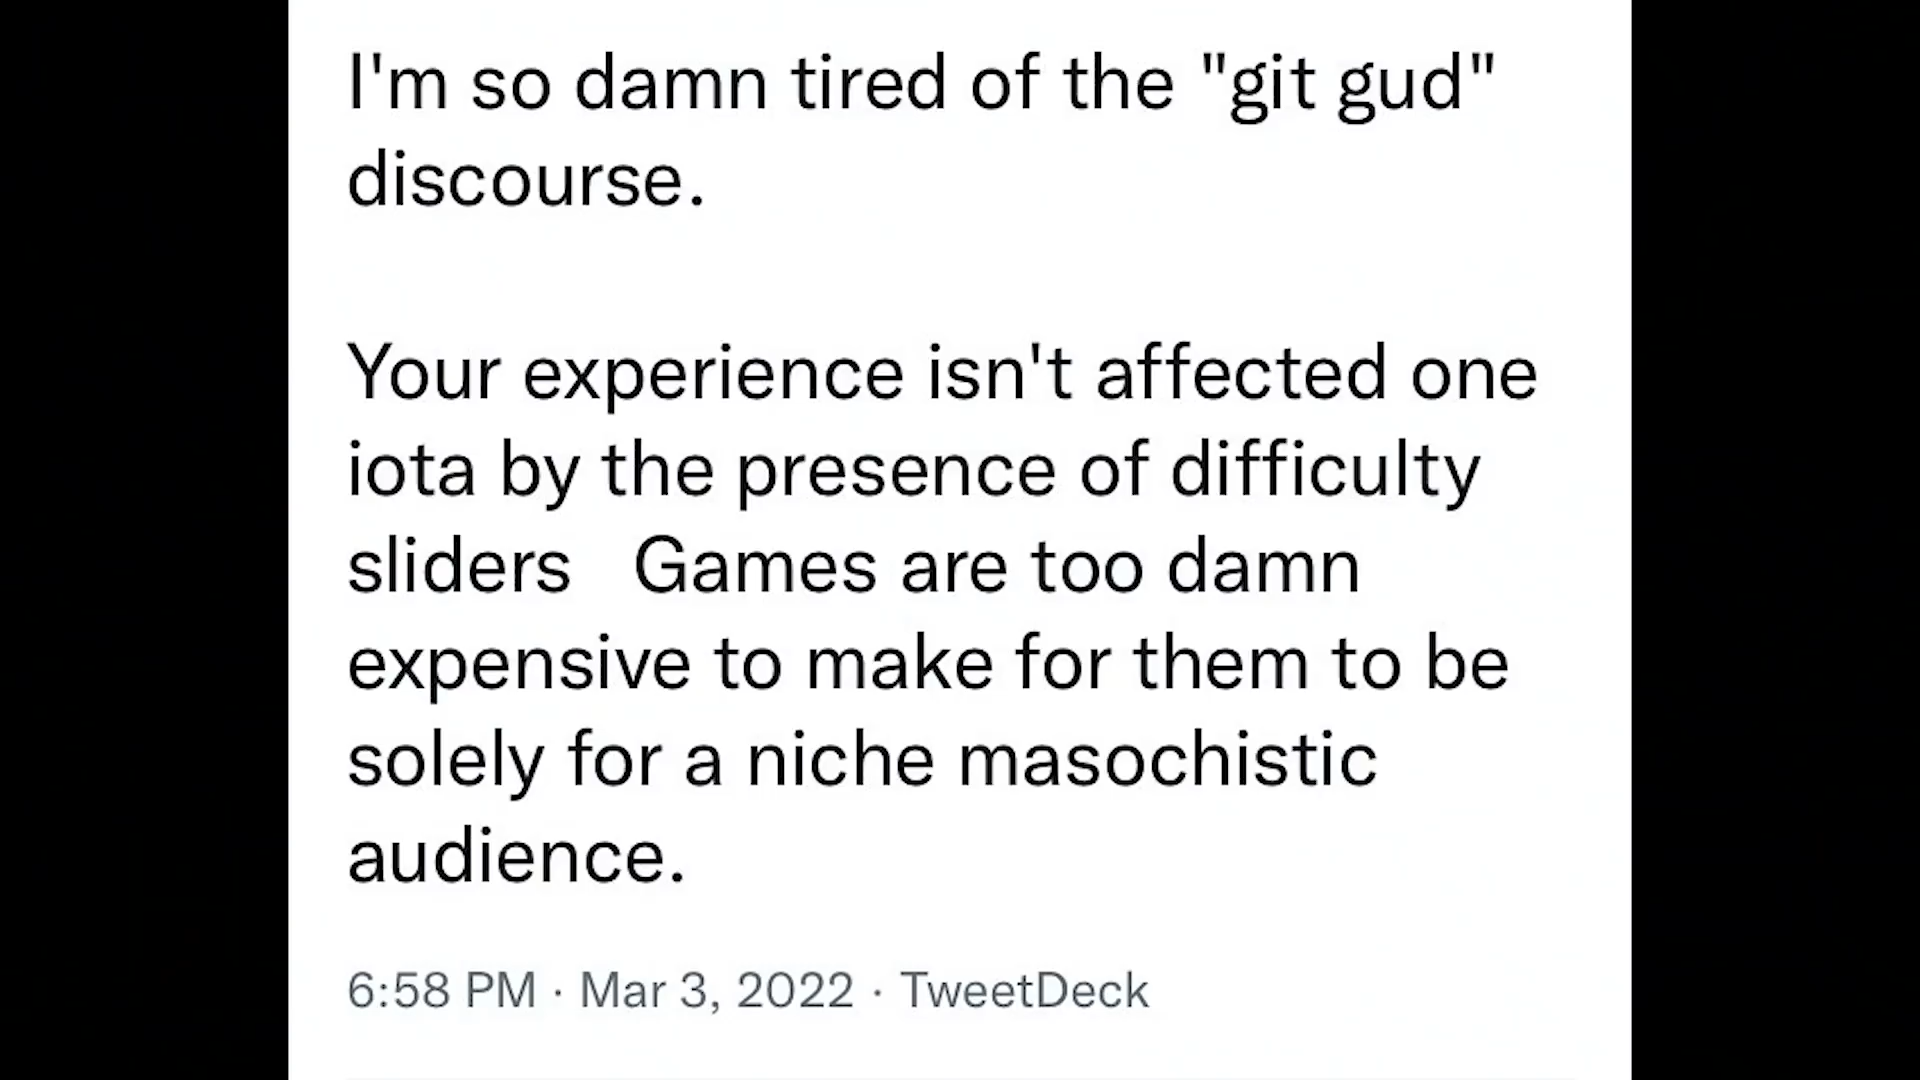 I'm so damn tired of the "git gud"
discourse.
Your experience isn't affected one
iota by the presence of difficulty
sliders   Games are too damn
expensive to make for them to be
solely for a niche masochistic
audience.
6:58 PM · Mar 3, 2022 · TweetDeck